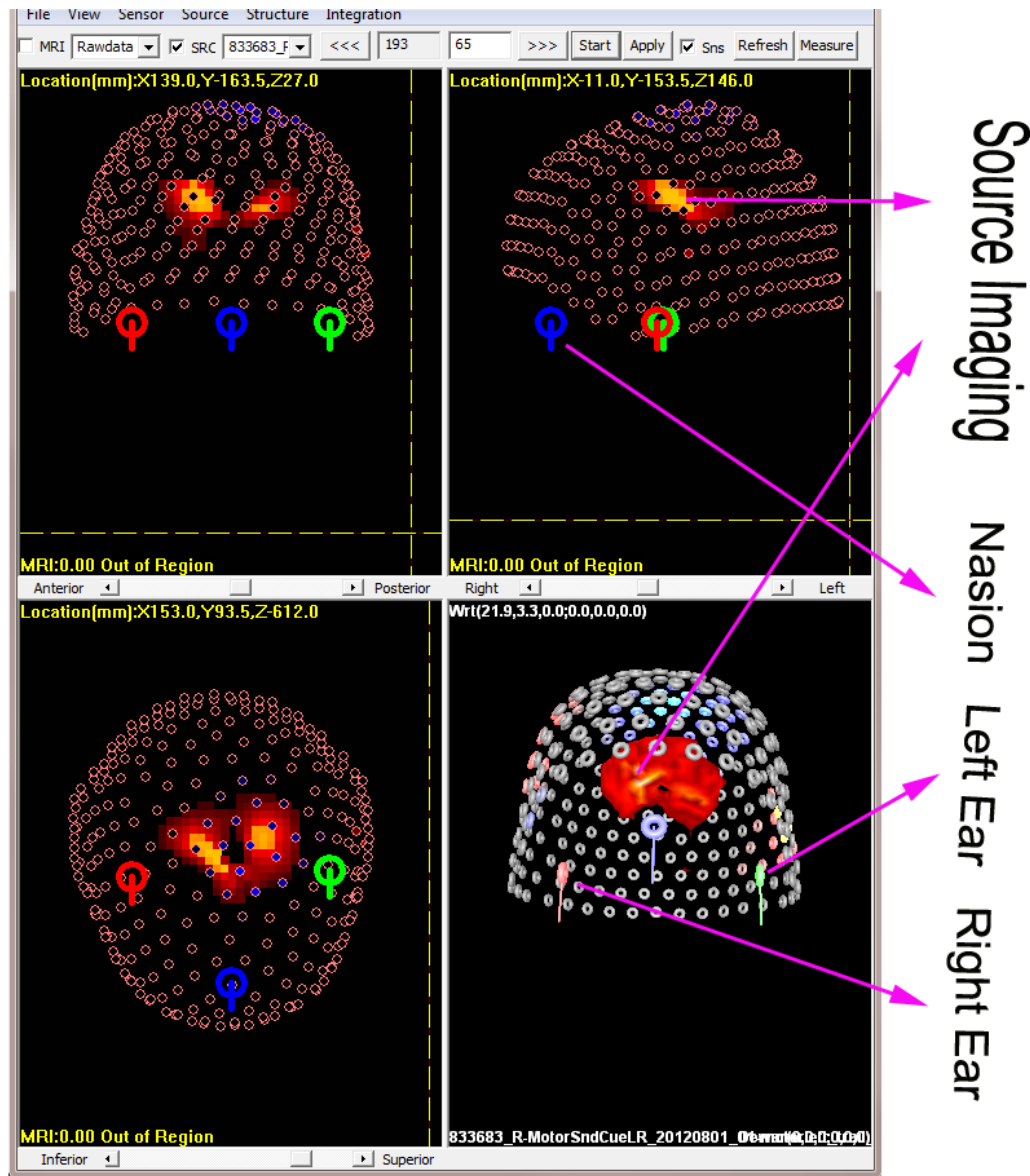 File View Sensor Source Structure Integration
MRI Rawdata SRC 833683_F <<< 193 65 >>> Start Apply Sns Refresh Measure
Location(mm):X139.0,Y-163.5,Z27.0
MRI:0.00 Out of Region
Anterior Posterior
Location(mm):X-11.0,Y-153.5,Z146.0
MRI:0.00 Out of Region
Right Left
Location(mm):X153.0,Y93.5,Z-612.0
MRI:0.00 Out of Region
Inferior Superior
Wrt(21.9,3.3,0.0;0.0,0.0,0.0)
833683_R-MotorSndCueLR_20120801_
Source Imaging
Nasion
Left Ear
Right Ear